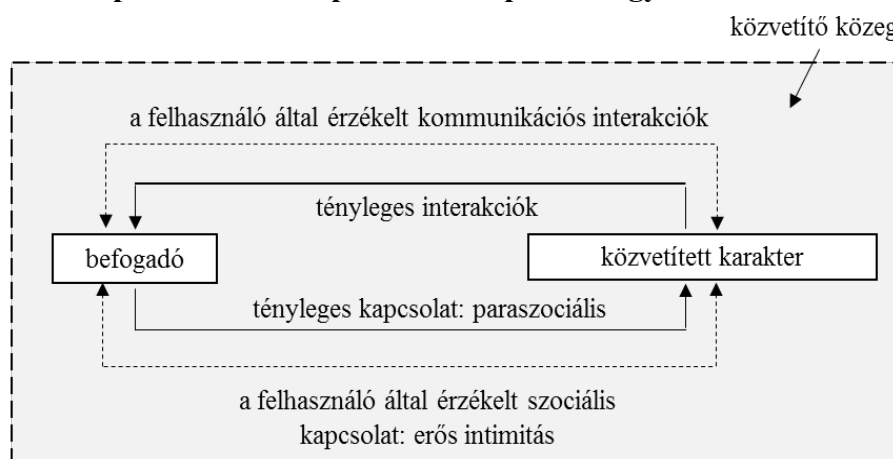 közvetítő közeg
a felhasználó által érzékelt kommunikációs interakciók
tényleges interakciók
befogadó
közvetített karakter
tényleges kapcsolat: paraszociális
a felhasználó által érzékelt szociális
kapcsolat: erős intimitás